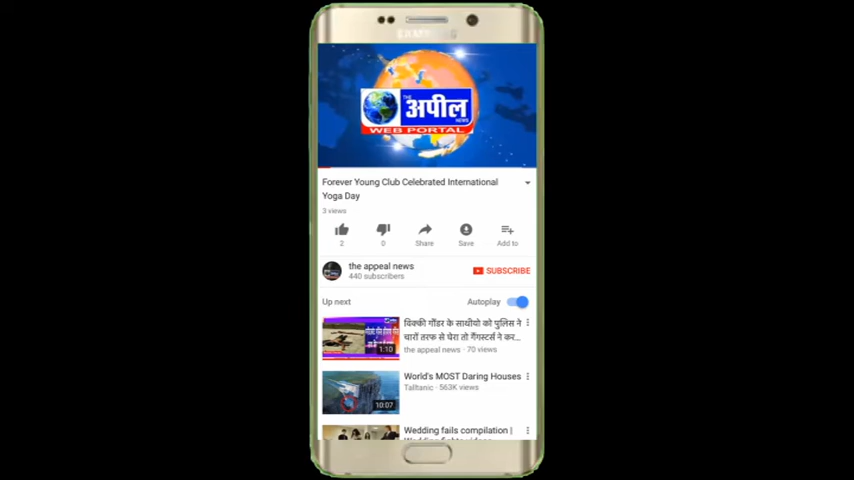 SAMSUNG
THE
अपील
NEWS
WEB PORTAL
Forever Young Club Celebrated International
Yoga Day
3 views
2
0
Share
Save
Add to
the appeal news
440 subscribers
SUBSCRIBE
Up next
Autoplay
विक्की गौंडर के साथीयो को पुलिस ने
चारों तरफ से घेरा तो गैंगस्टर्स ने कर...
the appeal news · 70 views
1:10
World's MOST Daring Houses
Talltanic · 563K views
10:07
Wedding fails compilation |